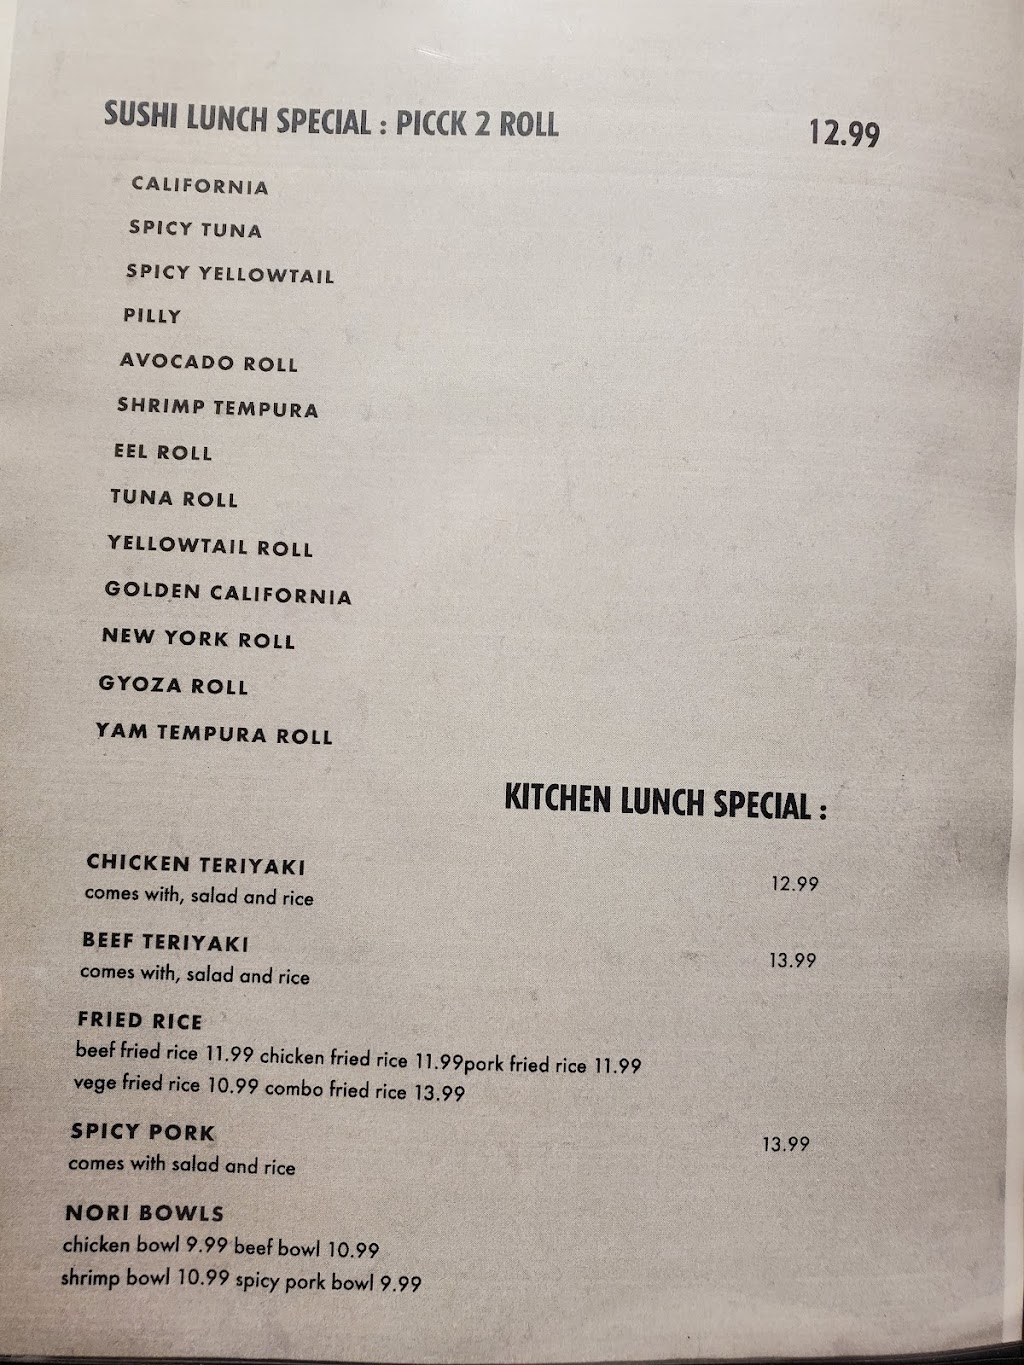 SUSHI LUNCH SPECIAL : PICCK 2 ROLL 12.99
CALIFORNIA
SPICY TUNA
SPICY YELLOWTAIL
PILLY
AVOCADO ROLL
SHRIMP TEMPURA
EEL ROLL
TUNA ROLL
YELLOWTAIL ROLL
GOLDEN CALIFORNIA
NEW YORK ROLL
GYOZA ROLL
YAM TEMPURA ROLL
KITCHEN LUNCH SPECIAL :
CHICKEN TERIYAKI 12.99
comes with, salad and rice
BEEF TERIYAKI 13.99
comes with, salad and rice
FRIED RICE
beef fried rice 11.99 chicken fried rice 11.99pork fried rice 11.99
vege fried rice 10.99 combo fried rice 13.99
SPICY PORK 13.99
comes with salad and rice
NORI BOWLS
chicken bowl 9.99 beef bowl 10.99
shrimp bowl 10.99 spicy pork bowl 9.99